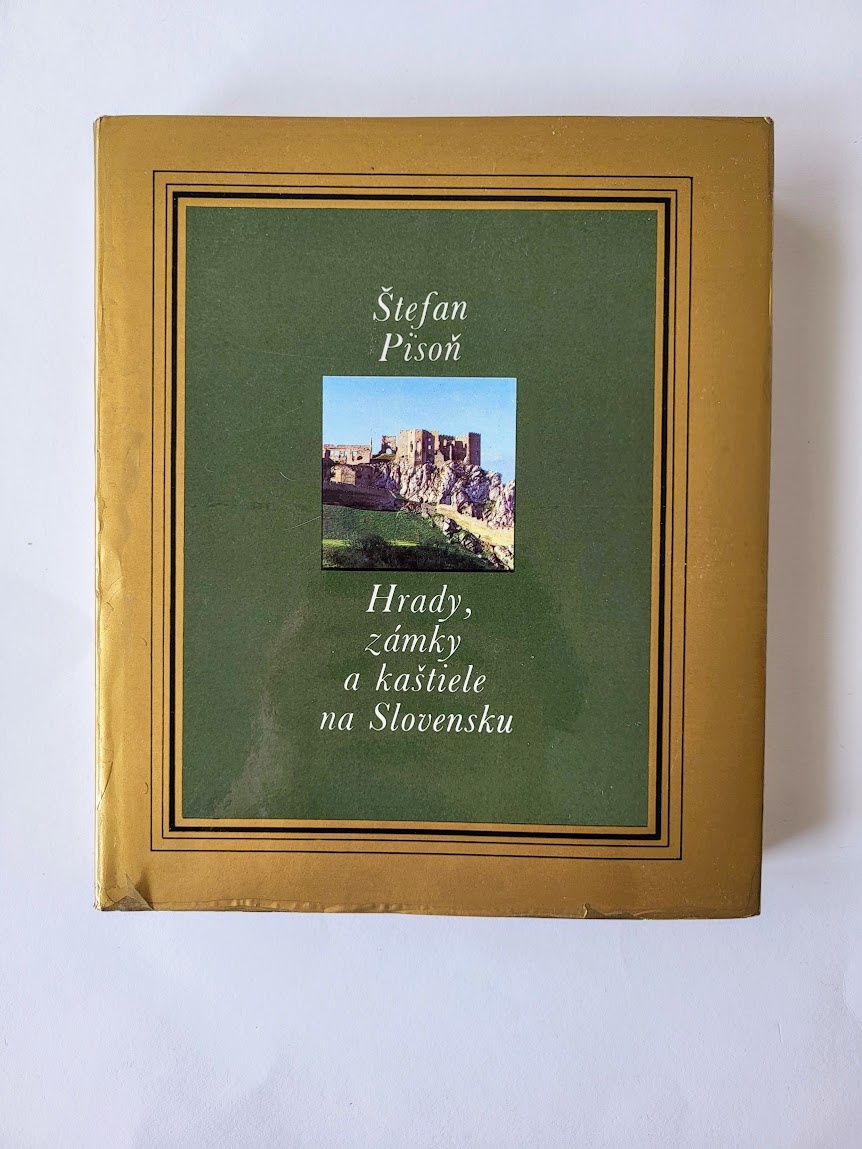 Štefan
Pisoň
Hrady,
zámky
a kaštiele
na Slovensku